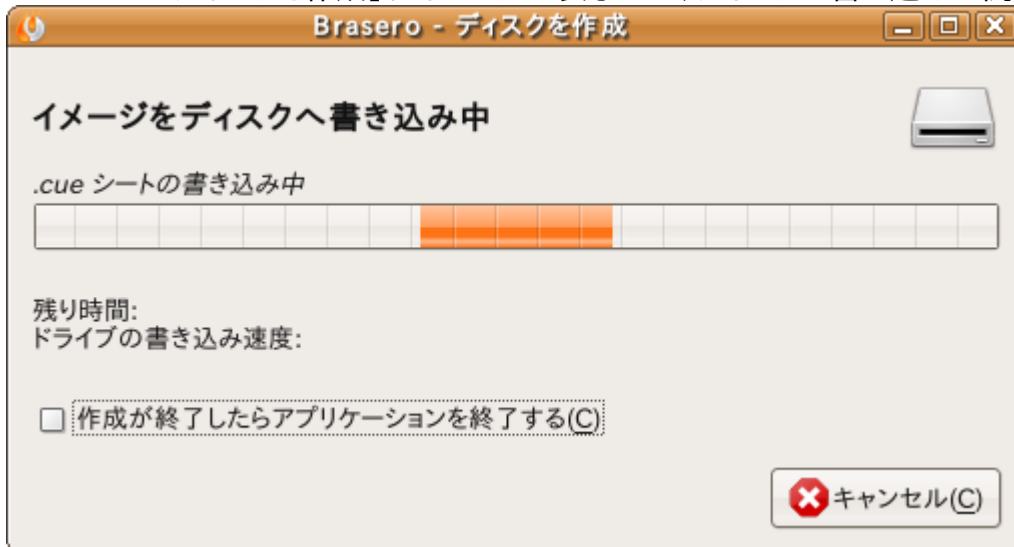 Brasero - ディスクを作成
イメージをディスクへ書き込み中
.cue シートの書き込み中
残り時間:
ドライブの書き込み速度:
作成が終了したらアプリケーションを終了する(C)
キャンセル(C)